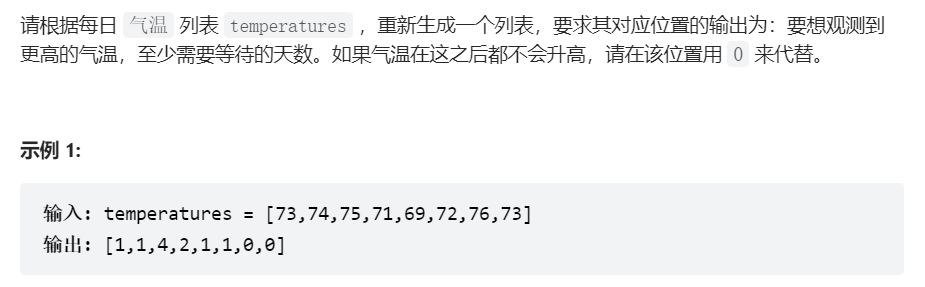 请根据每日 气温 列表 temperatures ，重新生成一个列表，要求其对应位置的输出为：要想观测到
更高的气温，至少需要等待的天数。如果气温在这之后都不会升高，请在该位置用 0 来代替。
示例 1:
输入: temperatures = [73,74,75,71,69,72,76,73]
输出: [1,1,4,2,1,1,0,0]